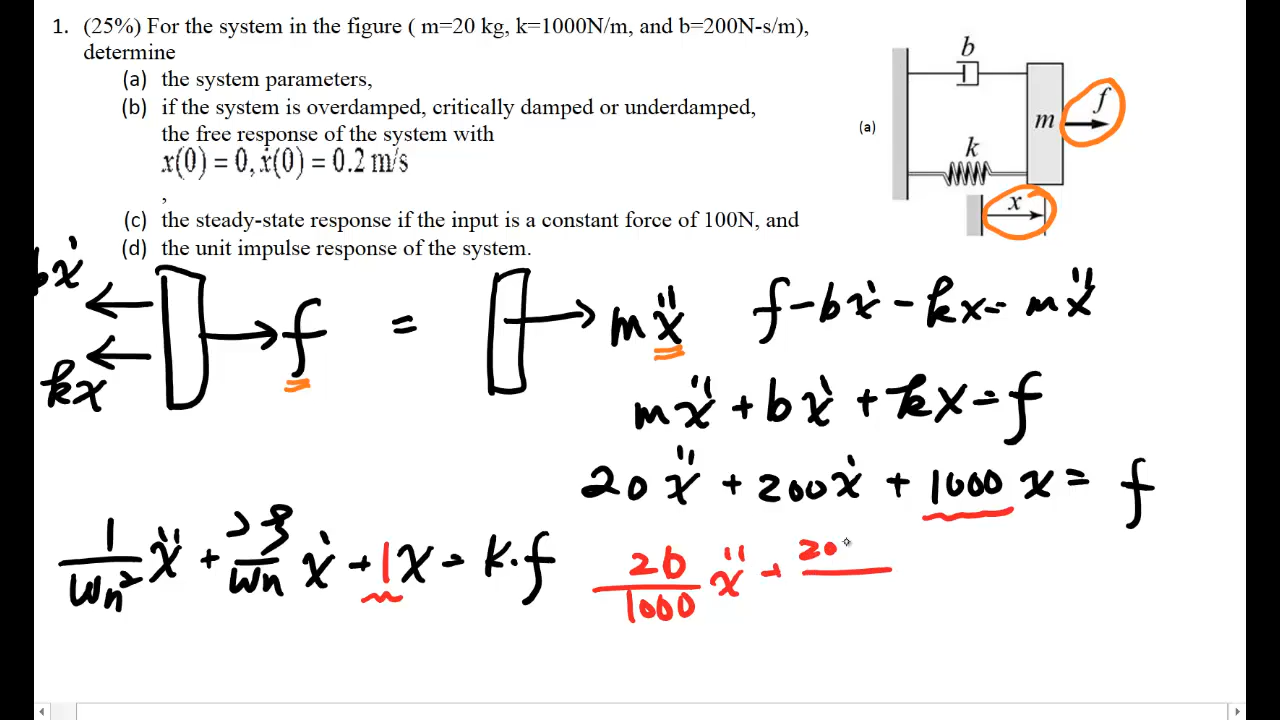 1. (25%) For the system in the figure ( m=20 kg, k=1000N/m, and b=200N-s/m),
determine
(a) the system parameters,
(b) if the system is overdamped, critically damped or underdamped,
the free response of the system with
x(0) = 0, ẋ(0) = 0.2 m/s
,
(c) the steady-state response if the input is a constant force of 100N, and
(d) the unit impulse response of the system.
(a)
b
m
f
k
x
bẋ
kx
f
=
mẍ
f - bẋ - kx = mẍ
mẍ + bẋ + kx = f
20ẍ + 200ẋ + 1000x = f
1/ωn² ẍ + 2ξ/ωn ẋ + 1x = K·f
20/1000 ẍ + 20